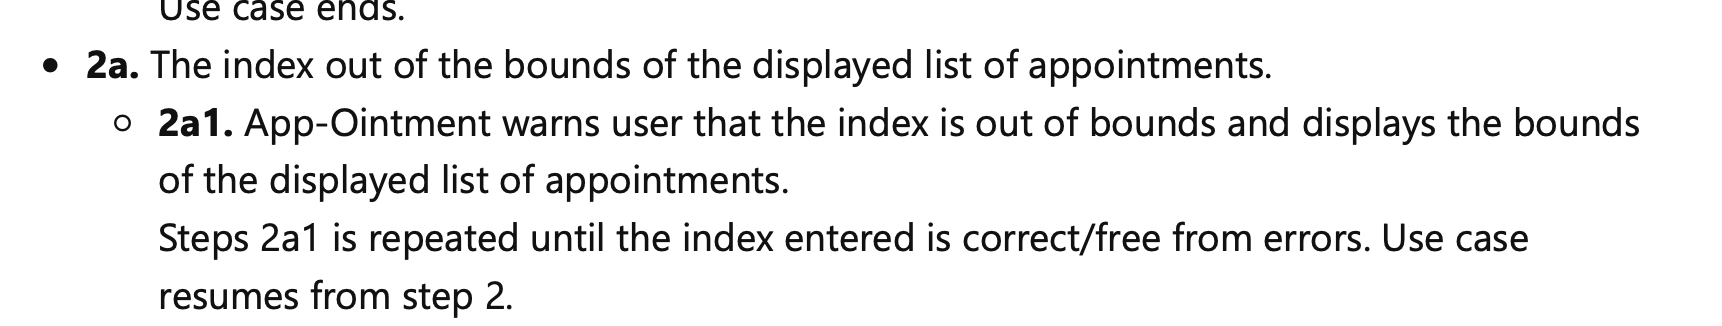 Use case ends.
• 2a. The index out of the bounds of the displayed list of appointments.
○ 2a1. App-Ointment warns user that the index is out of bounds and displays the bounds
of the displayed list of appointments.
Steps 2a1 is repeated until the index entered is correct/free from errors. Use case
resumes from step 2.